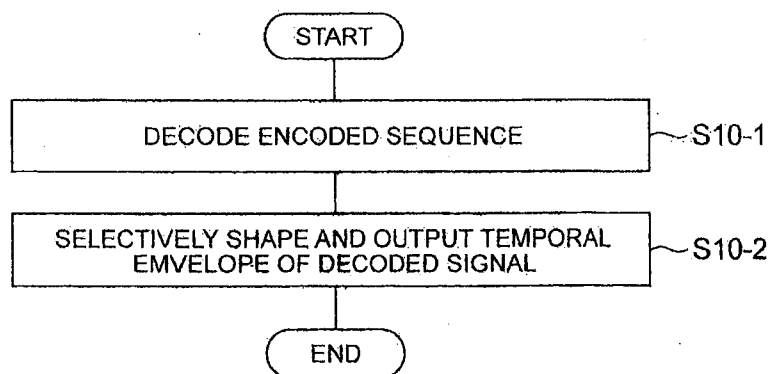 START
DECODE ENCODED SEQUENCE
S10-1
SELECTIVELY SHAPE AND OUTPUT TEMPORAL
EMVELOPE OF DECODED SIGNAL
S10-2
END